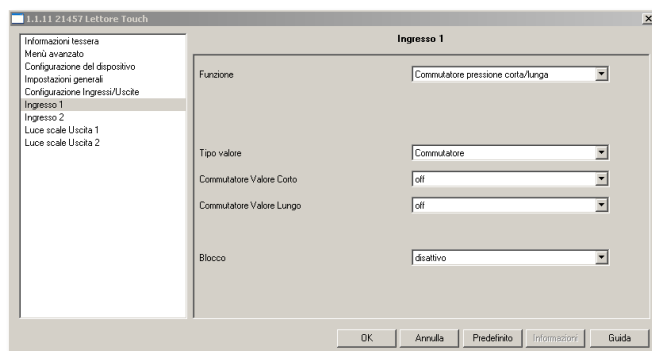 1.1.11 21457 Lettore Touch
Informazioni tessera
Menù avanzato
Configurazione del dispositivo
Impostazioni generali
Configurazione Ingressi/Uscite
Ingresso 1
Ingresso 2
Luce scale Uscita 1
Luce scale Uscita 2
Ingresso 1
Funzione Commutatore pressione corta/lunga
Tipo valore Commutatore
Commutatore Valore Corto off
Commutatore Valore Lungo off
Blocco disattivo
OK Annulla Predefinito Informazioni Guida